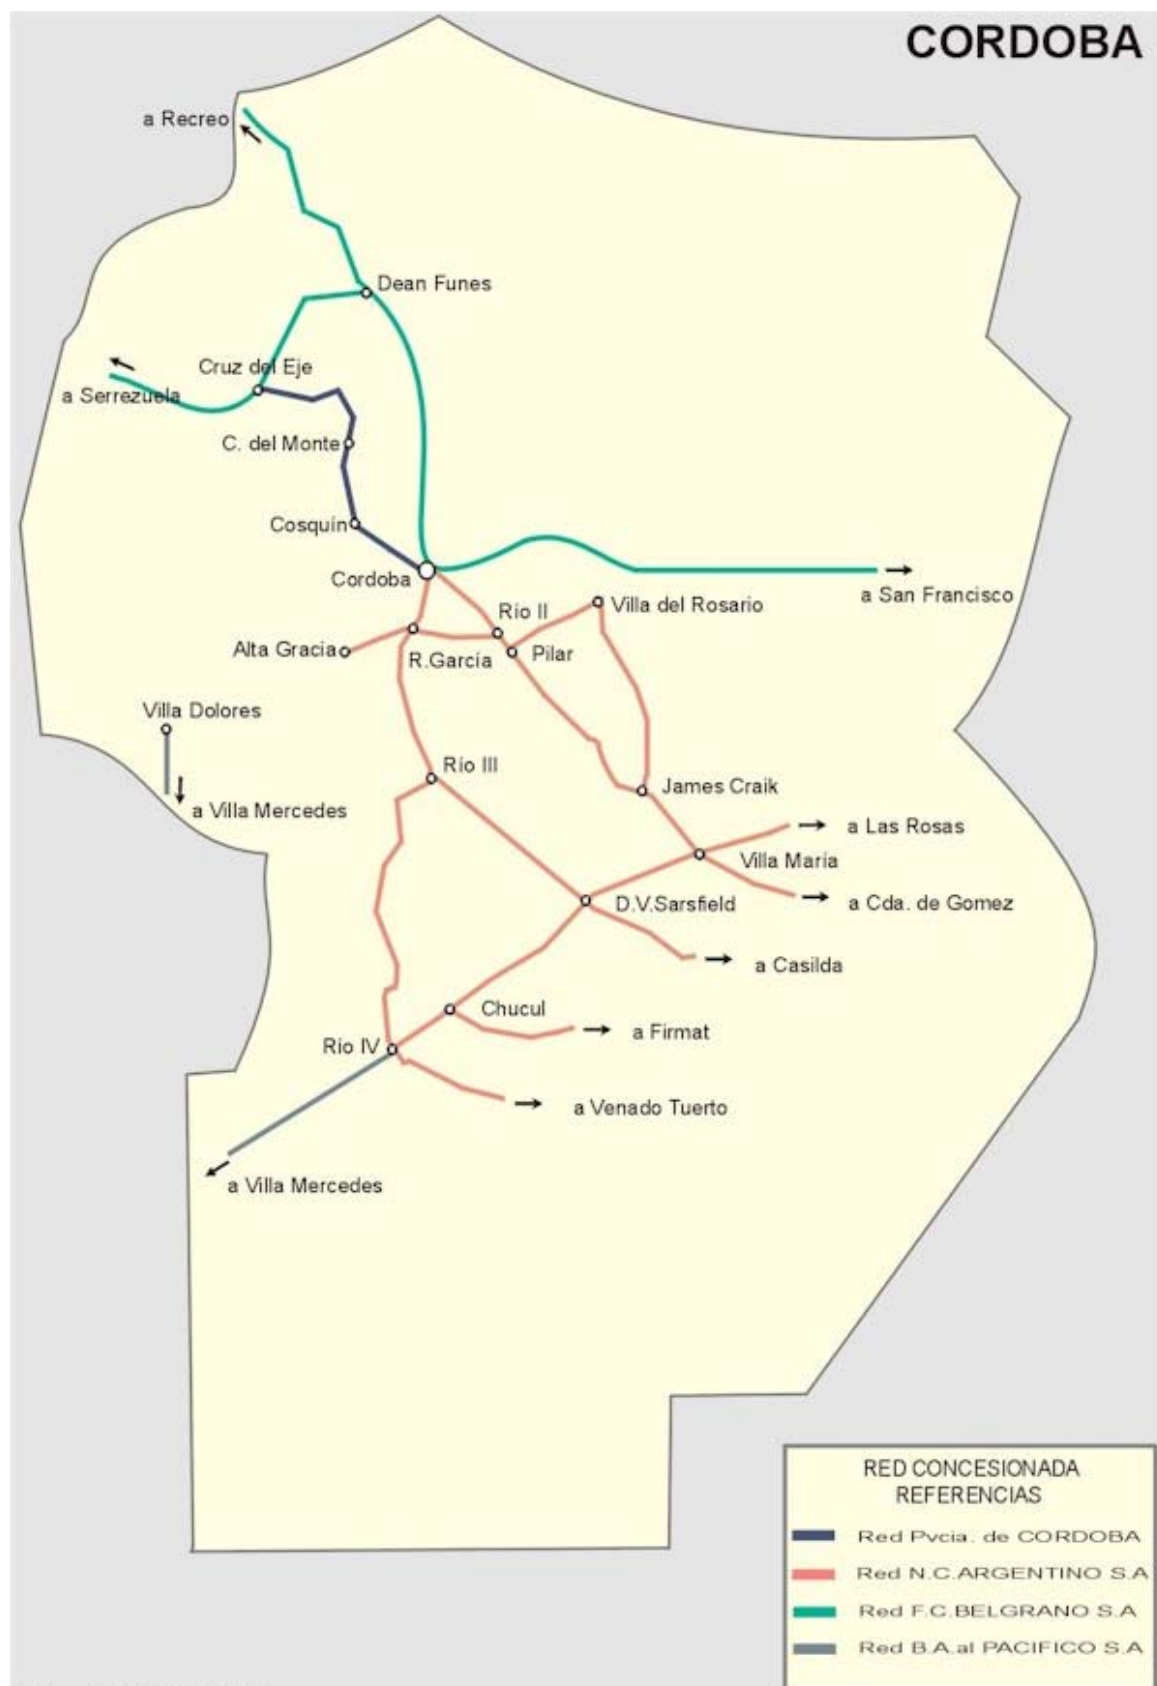 CORDOBA
a Recreo
Dean Funes
Cruz del Eje
a Serrezuela
C. del Monte
Cosquín
Cordoba
a San Francisco
Río II
Villa del Rosario
Alta Gracia
R.García
Pilar
Villa Dolores
Río III
James Craik
a Villa Mercedes
a Las Rosas
Villa María
D.V.Sarsfield
a Cda. de Gomez
a Casilda
Chucul
a Firmat
Río IV
a Venado Tuerto
a Villa Mercedes
RED CONCESIONADA
REFERENCIAS
Red Pvcia. de CORDOBA
Red N.C.ARGENTINO S.A
Red F.C.BELGRANO S.A
Red B.A.al PACIFICO S.A